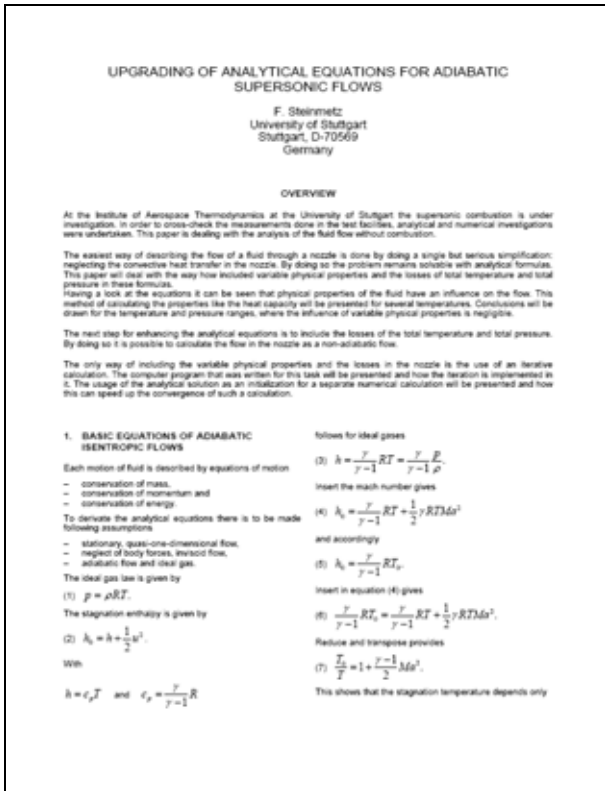 UPGRADING OF ANALYTICAL EQUATIONS FOR ADIABATIC
SUPERSONIC FLOWS
F. Steinmetz
University of Stuttgart
Stuttgart, D-70569
Germany
OVERVIEW
At the Institute of Aerospace Thermodynamics at the University of Stuttgart the supersonic combustion is under
investigation. In order to cross-check the measurements done in the test facilities, analytical and numerical investigations
were undertaken. This paper is dealing with the analysis of the fluid flow without combustion.
The easiest way of describing the flow of a fluid through a nozzle is done by doing a single but serious simplification:
neglecting the convective heat transfer in the nozzle. By doing so the problem remains solvable with analytical formulas.
This paper will deal with the way how included variable physical properties and the losses of total temperature and total
pressure in these formulas.
Having a look at the equations it can be seen that physical properties of the fluid have an influence on the flow. This
method of calculating the properties like the heat capacity will be presented for several temperatures. Conclusions will be
drawn for the temperature and pressure ranges, where the influence of variable physical properties is negligible.
The next step for enhancing the analytical equations is to include the losses of the total temperature and total pressure.
By doing so it is possible to calculate the flow in the nozzle as a non-adiabatic flow.
The only way of including the variable physical properties and the losses in the nozzle is the use of an iterative
calculation. The computer program that was written for this task will be presented and how the iteration is implemented in
it. The usage of the analytical solution as an initialization for a separate numerical calculation will be presented and how
this can speed up the convergence of such a calculation.
1. BASIC EQUATIONS OF ADIABATIC
ISENTROPIC FLOWS
Each motion of fluid is described by equations of motion
– conservation of mass,
– conservation of momentum and
– conservation of energy.
To derivate the analytical equations there is to be made
following assumptions
– stationary, quasi-one-dimensional flow,
– neglect of body forces, inviscid flow,
– adiabatic flow and ideal gas.
The ideal gas law is given by
(1) p = ρRT.
The stagnation enthalpy is given by
(2) h₀ = h + 1/2 u².
With
h = cₚT and cₚ = γ/(γ−1) R
follows for ideal gases
(3) h = γ/(γ−1) RT = γ/(γ−1) p/ρ.
Insert the mach number gives
(4) h₀ = γ/(γ−1) RT + 1/2 γRTMa²
and accordingly
(5) h₀ = γ/(γ−1) RT₀.
Insert in equation (4) gives
(6) γ/(γ−1) RT₀ = γ/(γ−1) RT + 1/2 γRTMa².
Reduce and transpose provides
(7) T₀/T = 1 + (γ−1)/2 Ma².
This shows that the stagnation temperature depends only